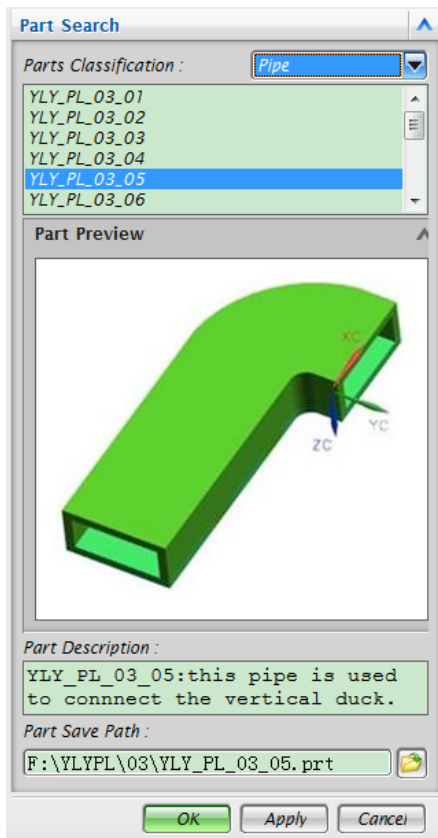 Part Search
Parts Classification :
Pipe
YLY_PL_03_01
YLY_PL_03_02
YLY_PL_03_03
YLY_PL_03_04
YLY_PL_03_05
YLY_PL_03_06
Part Preview
XC
YC
ZC
Part Description :
YLY_PL_03_05:this pipe is used
to connnect the vertical duck.
Part Save Path :
F:\YLYPL\03\YLY_PL_03_05.prt
OK Apply Cancel